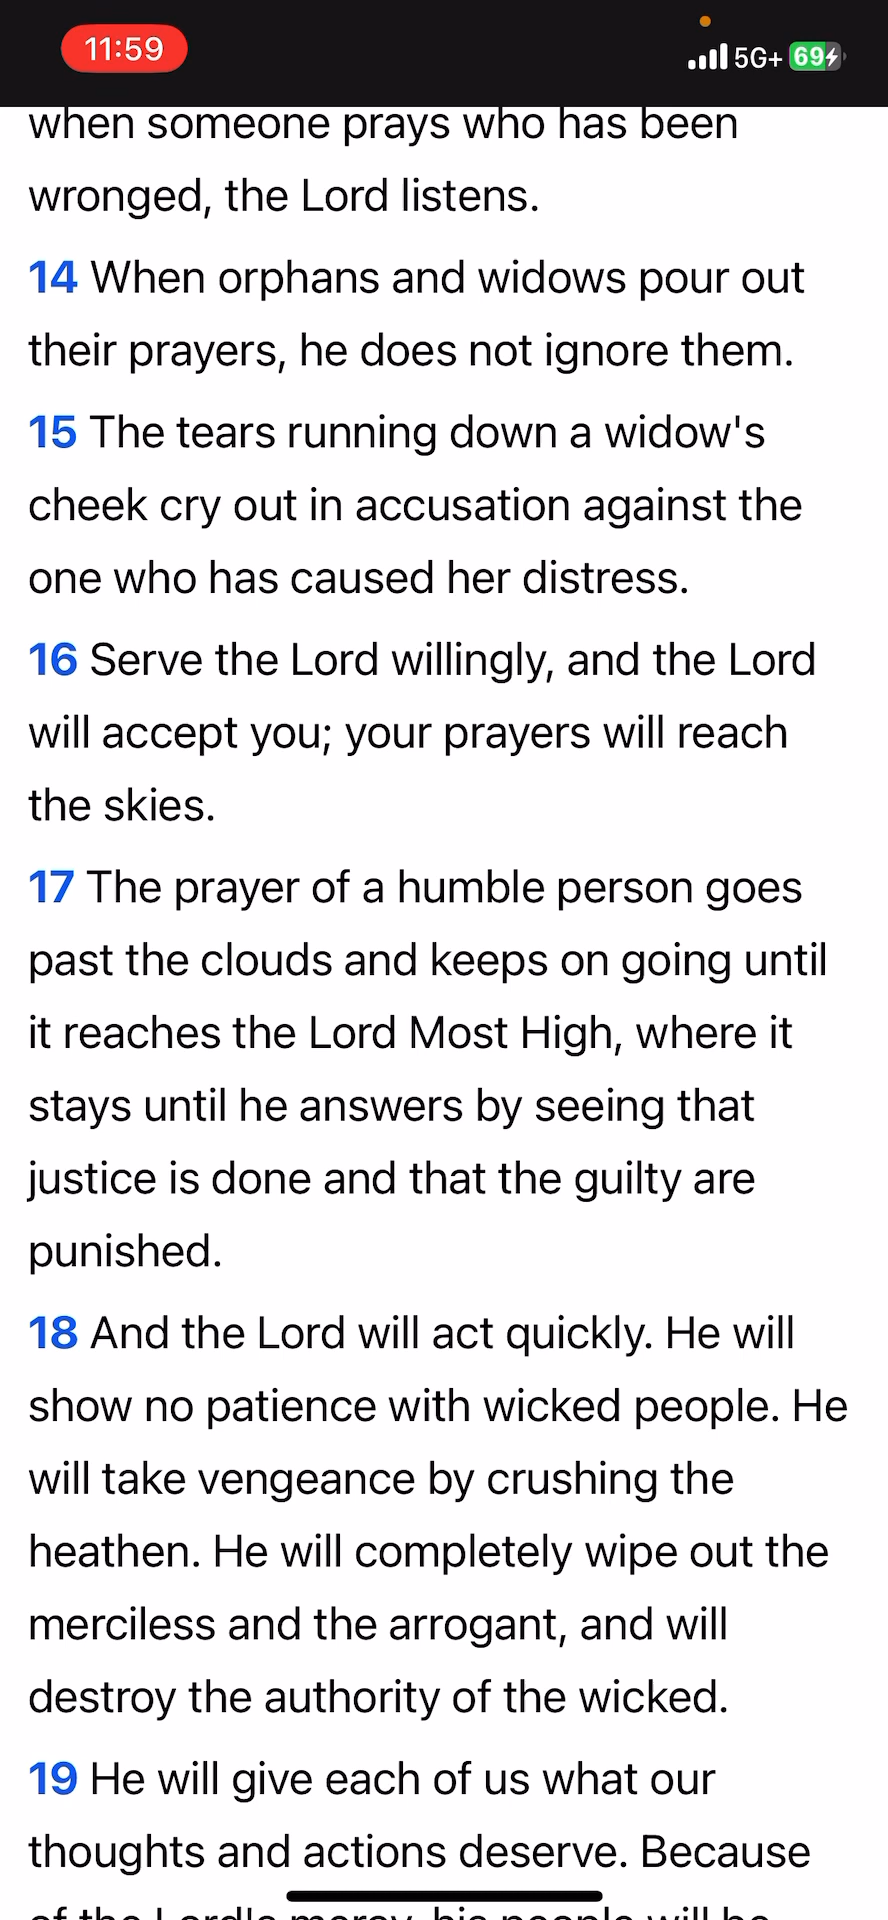 11:59
5G+ 69
when someone prays who has been
wronged, the Lord listens.
14 When orphans and widows pour out
their prayers, he does not ignore them.
15 The tears running down a widow's
cheek cry out in accusation against the
one who has caused her distress.
16 Serve the Lord willingly, and the Lord
will accept you; your prayers will reach
the skies.
17 The prayer of a humble person goes
past the clouds and keeps on going until
it reaches the Lord Most High, where it
stays until he answers by seeing that
justice is done and that the guilty are
punished.
18 And the Lord will act quickly. He will
show no patience with wicked people. He
will take vengeance by crushing the
heathen. He will completely wipe out the
merciless and the arrogant, and will
destroy the authority of the wicked.
19 He will give each of us what our
thoughts and actions deserve. Because
of the Lord's mercy, his people will be